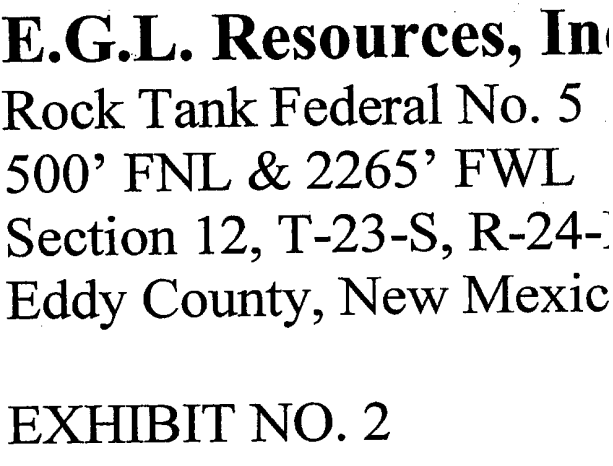 E.G.L. Resources, Inc
Rock Tank Federal No. 5
500’ FNL & 2265’ FWL
Section 12, T-23-S, R-24-
Eddy County, New Mexic
EXHIBIT NO. 2